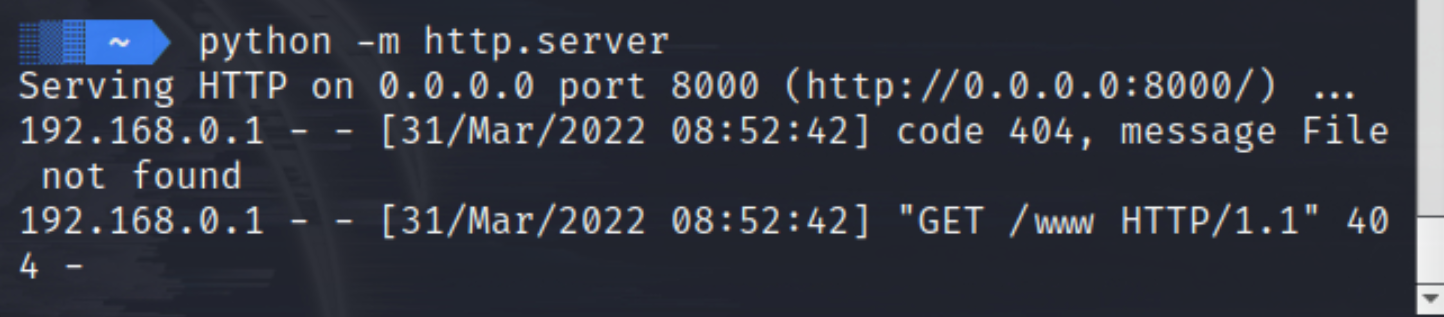 ~ python -m http.server
Serving HTTP on 0.0.0.0 port 8000 (http://0.0.0.0:8000/) ...
192.168.0.1 - - [31/Mar/2022 08:52:42] code 404, message File
not found
192.168.0.1 - - [31/Mar/2022 08:52:42] "GET /www HTTP/1.1" 40
4 -